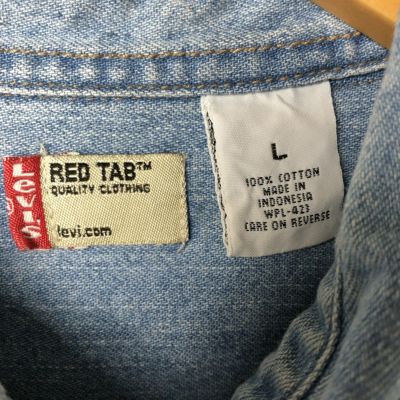 LEVI'S
RED TAB™
QUALITY CLOTHING
levi.com
L
100% COTTON
MADE IN
INDONESIA
WPL-423
CARE ON REVERSE